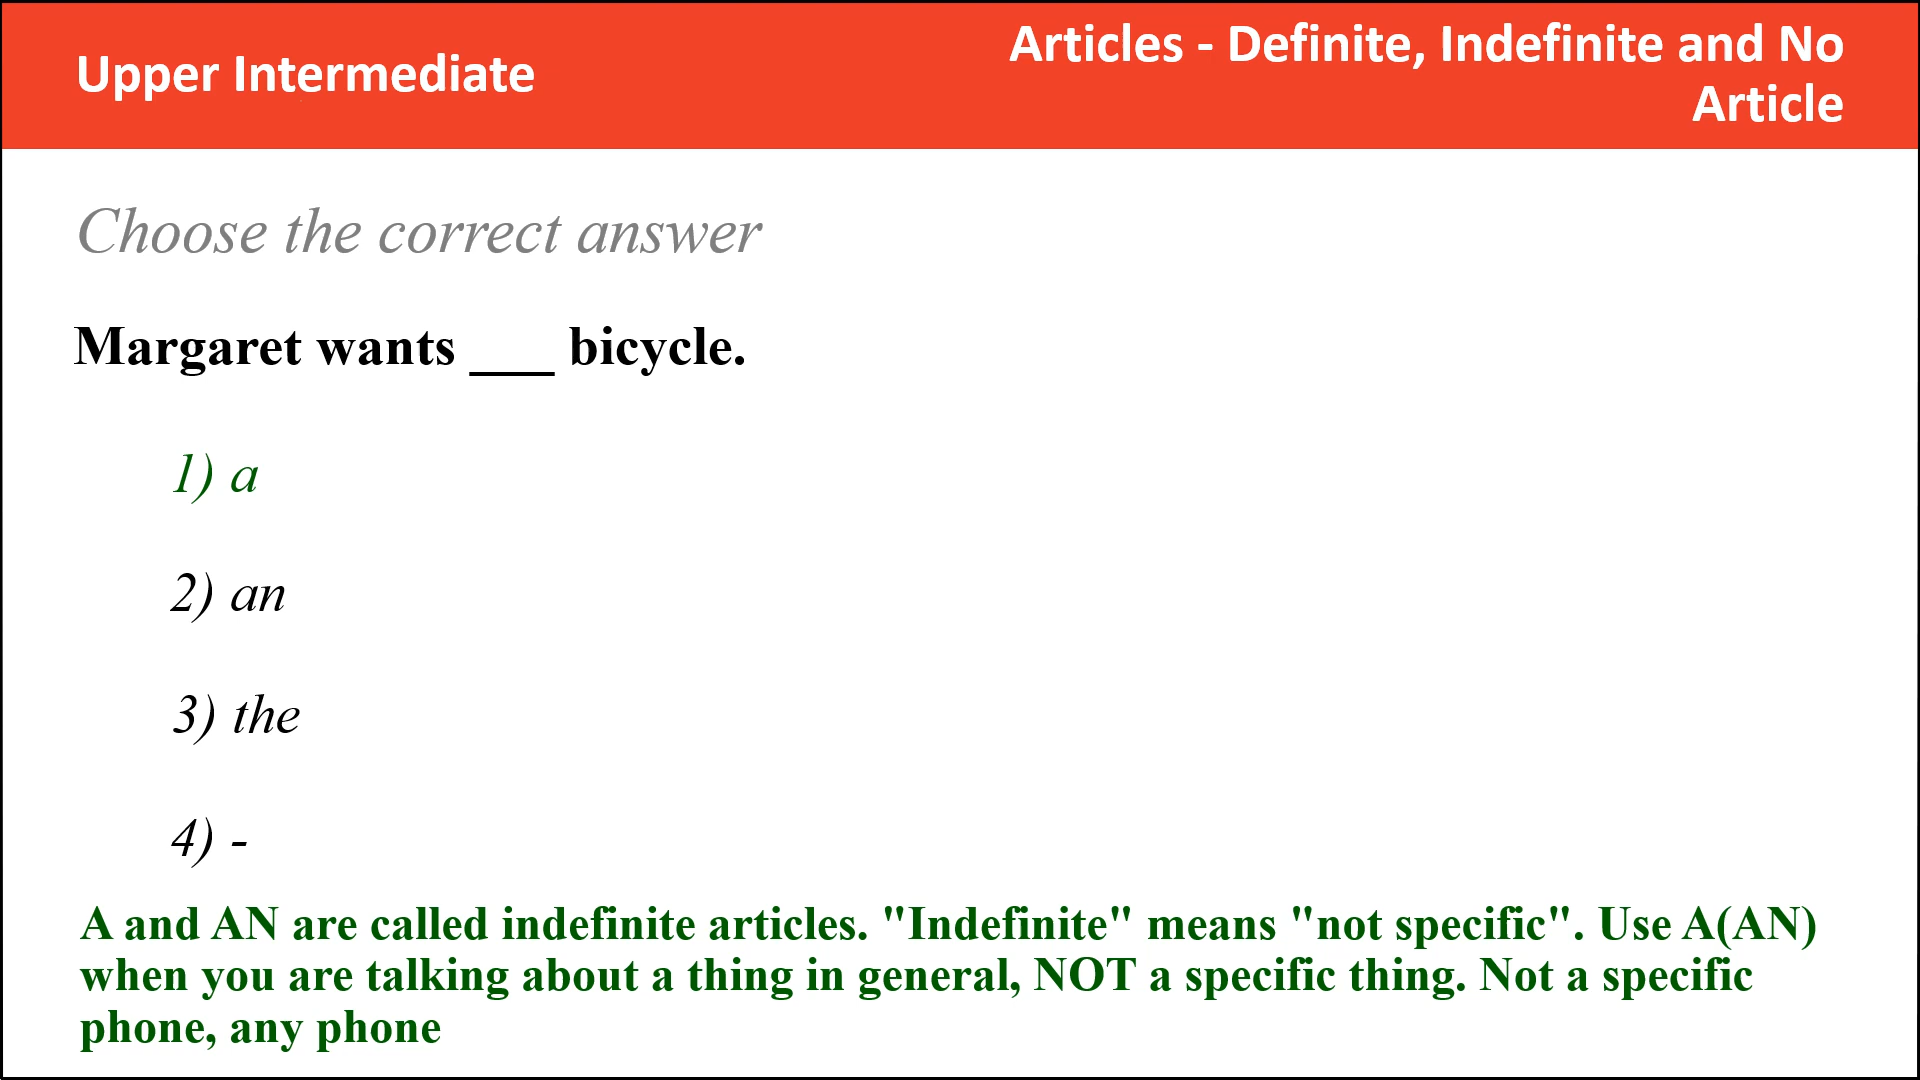 Upper Intermediate
Articles - Definite, Indefinite and No
Article
Choose the correct answer
Margaret wants ___ bicycle.
1) a
2) an
3) the
4) -
A and AN are called indefinite articles. "Indefinite" means "not specific". Use A(AN)
when you are talking about a thing in general, NOT a specific thing. Not a specific
phone, any phone